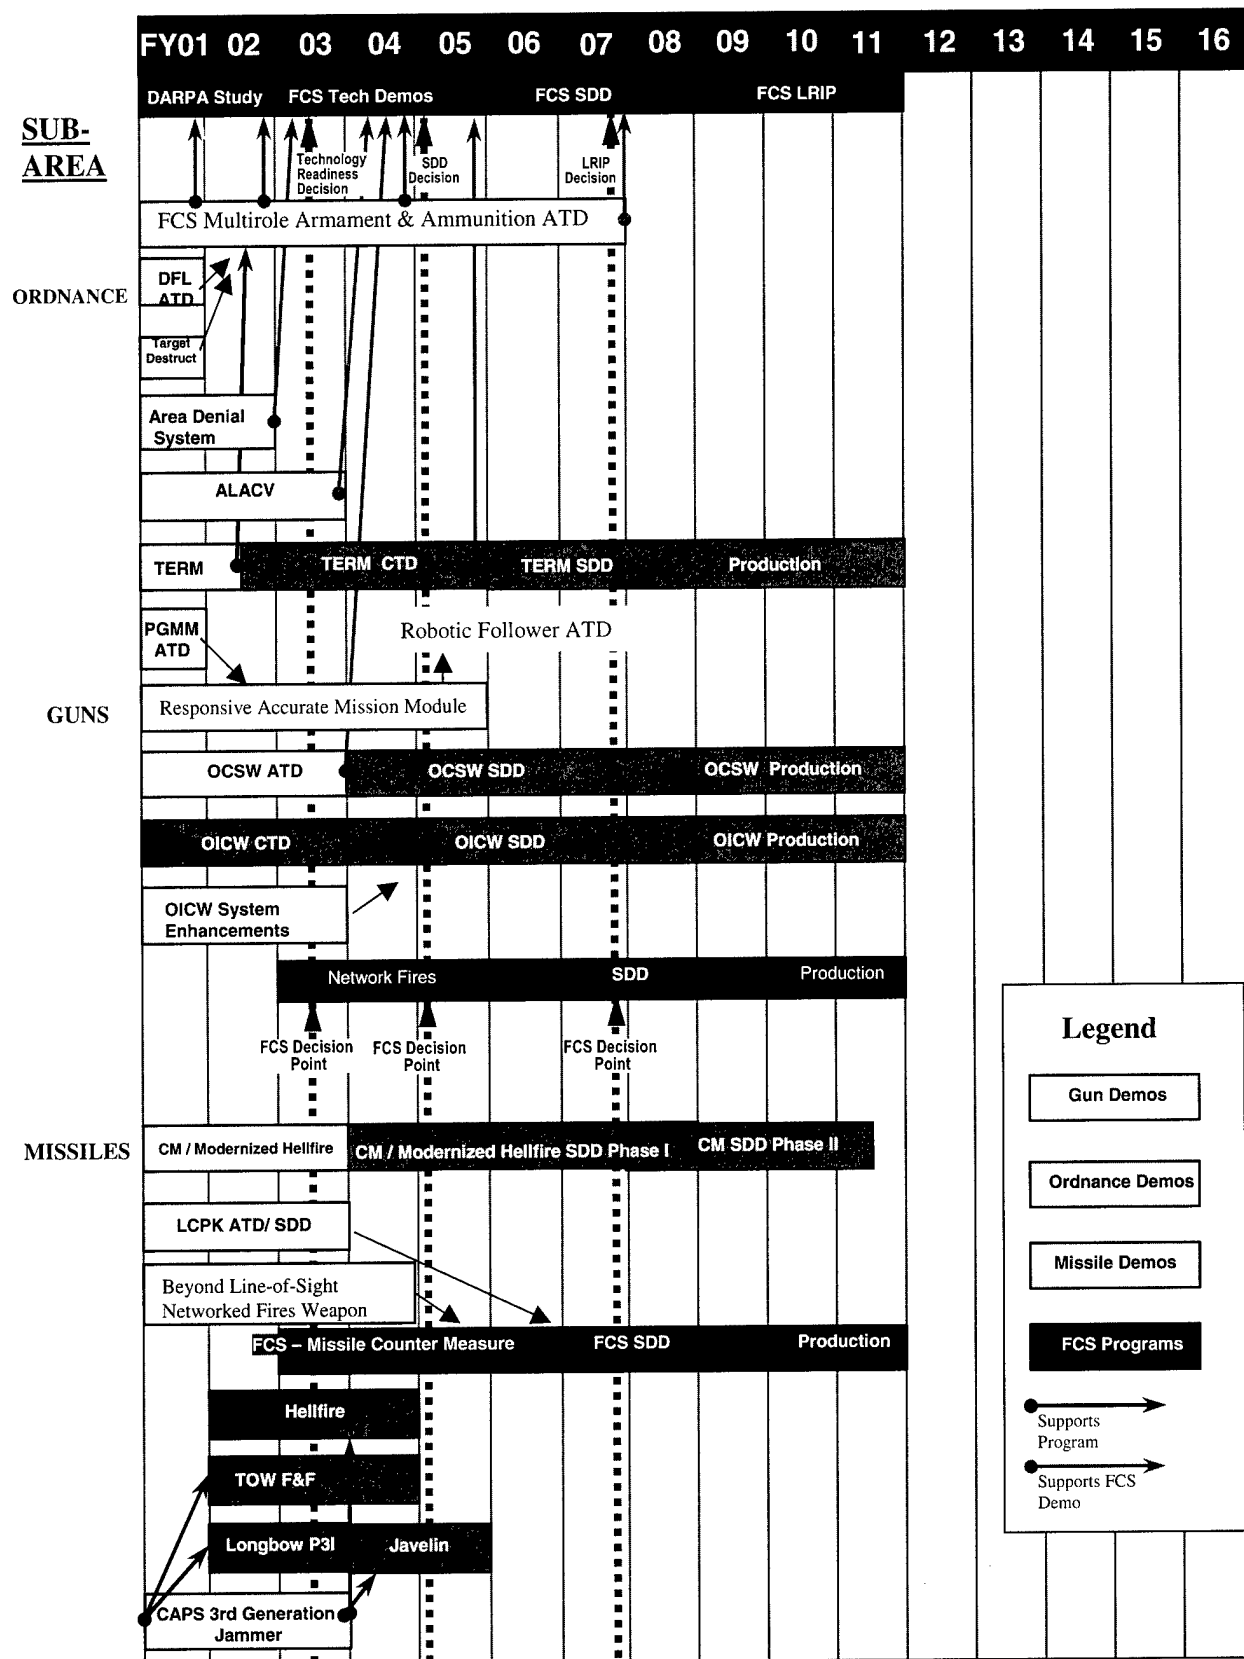 FY01 02 03 04 05 06 07 08 09 10 11 12 13 14 15 16
DARPA Study FCS Tech Demos FCS SDD FCS LRIP
SUB-
AREA
Technology
Readiness
Decision
SDD
Decision
LRIP
Decision
FCS Multirole Armament & Ammunition ATD
ORDNANCE
DFL
ATD
Target
Destruct
Area Denial
System
ALACV
TERM TERM CTD TERM SDD Production
PGMM
ATD
Robotic Follower ATD
GUNS
Responsive Accurate Mission Module
OCSW ATD OCSW SDD OCSW Production
OICW CTD OICW SDD OICW Production
OICW System
Enhancements
Network Fires SDD Production
FCS Decision
Point
FCS Decision
Point
FCS Decision
Point
MISSILES
CM / Modernized Hellfire CM / Modernized Hellfire SDD Phase I CM SDD Phase II
LCPK ATD/ SDD
Beyond Line-of-Sight
Networked Fires Weapon
FCS – Missile Counter Measure FCS SDD Production
Hellfire
TOW F&F
Longbow P3I Javelin
CAPS 3rd Generation
Jammer
Legend
Gun Demos
Ordnance Demos
Missile Demos
FCS Programs
Supports
Program
Supports FCS
Demo